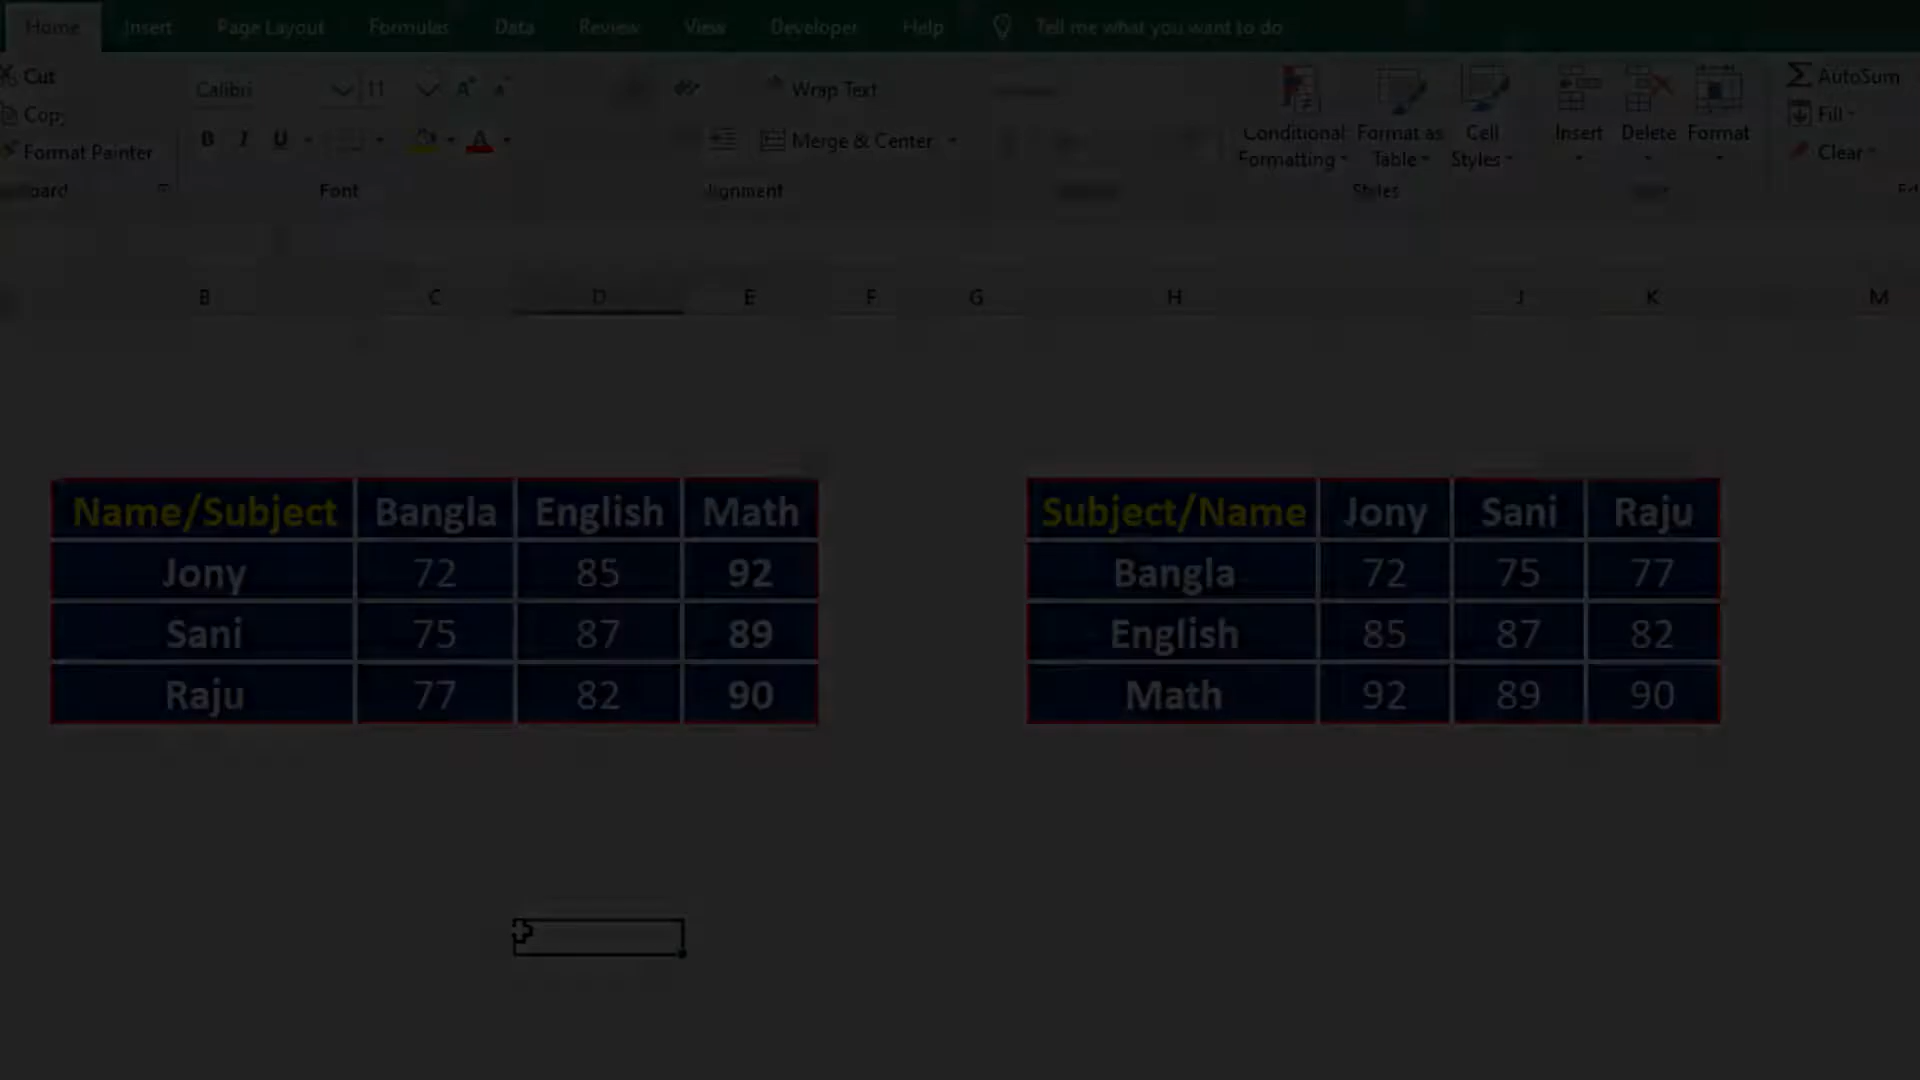 Home Insert Page Layout Formulas Data Review View Developer Help Tell me what you want to do
Cut
Format Painter
Calibri 11
B I U
Font
Wrap Text
Merge & Center
Conditional Formatting
Format as Table
Cell Styles
Styles
Insert Delete Format
AutoSum
Fill
Clear
B C D E F G H J K M
Name/Subject Bangla English Math
Jony 72 85 92
Sani 75 87 89
Raju 77 82 90
Subject/Name Jony Sani Raju
Bangla 72 75 77
English 85 87 82
Math 92 89 90